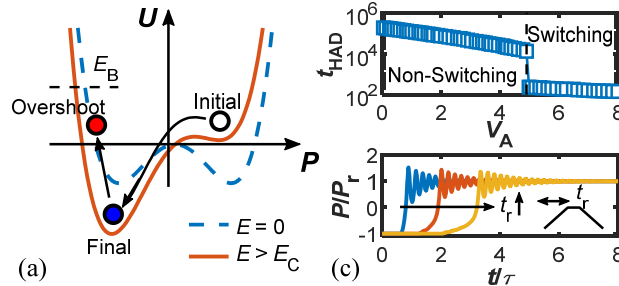 U
E_B
Overshoot
Initial
P
Final
E = 0
E > E_C
(a)
10^6
10^4
10^2
t_HAD
Switching
Non-Switching
0 2 4 6 8
V_A
P/P_r
2
1
0
-1
t_r
t_r
0 2 4 6 8
t/τ
(c)